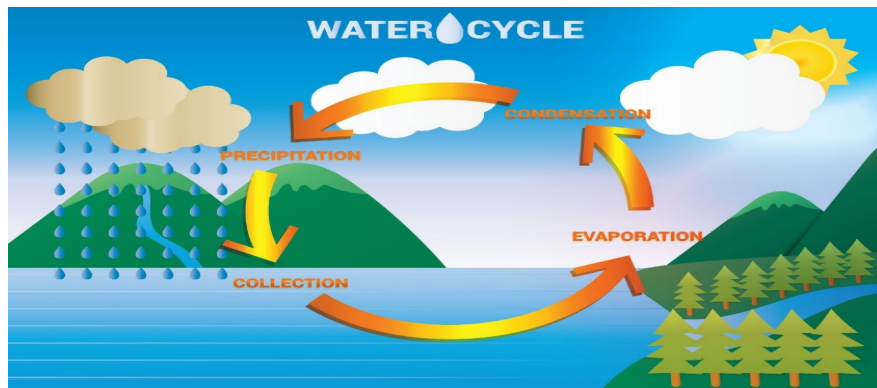 WATER CYCLE
CONDENSATION
PRECIPITATION
EVAPORATION
COLLECTION